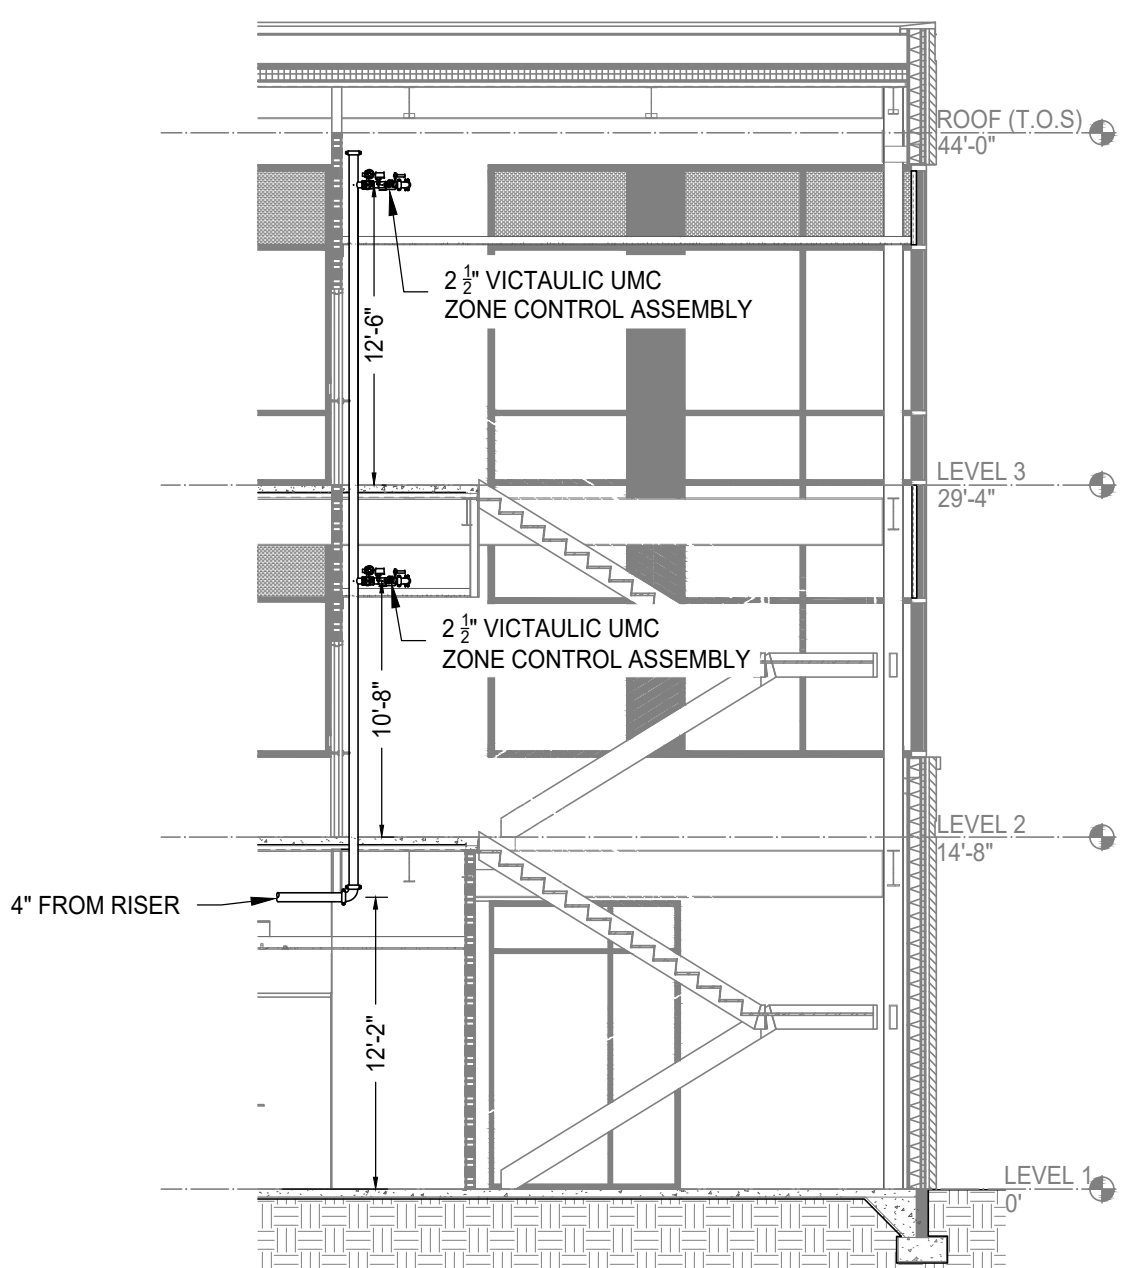 ROOF (T.O.S)
44'-0"
2 1/2" VICTAULIC UMC
ZONE CONTROL ASSEMBLY
12'-6"
LEVEL 3
29'-4"
2 1/2" VICTAULIC UMC
ZONE CONTROL ASSEMBLY
10'-8"
LEVEL 2
14'-8"
4" FROM RISER
12'-2"
LEVEL 1
0'